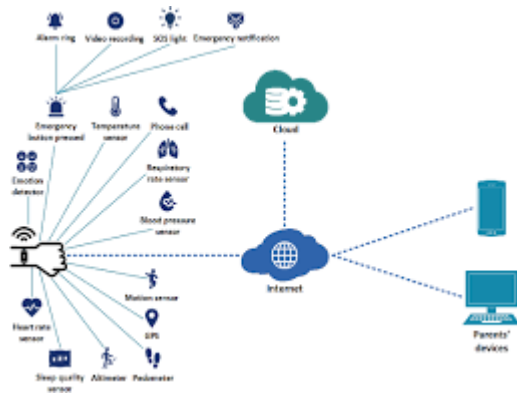 Alarm ring
Video recording
SOS light
Emergency notification
Emergency
button pressed
Temperature
sensor
Phone call
Emotion
detector
Respiratory
rate sensor
Blood pressure
sensor
Cloud
Internet
Motion sensor
GPS
Heart rate
sensor
Sleep quality
sensor
Altimeter
Pedometer
Parents'
devices